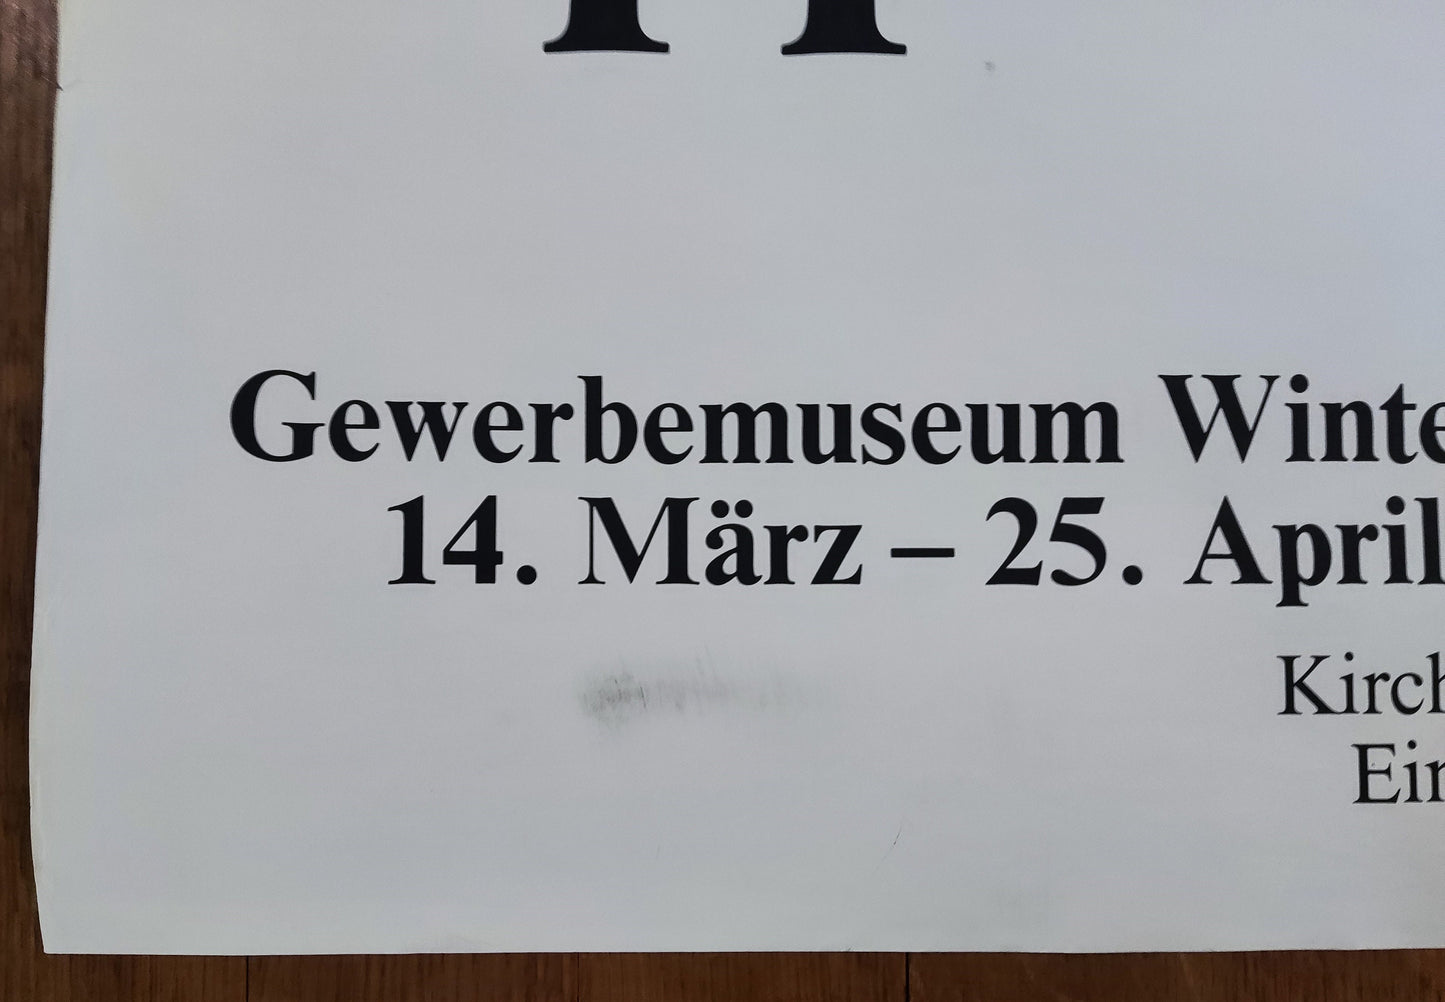 Gewerbemuseum Winte
14. März – 25. April
Kirch
Ein